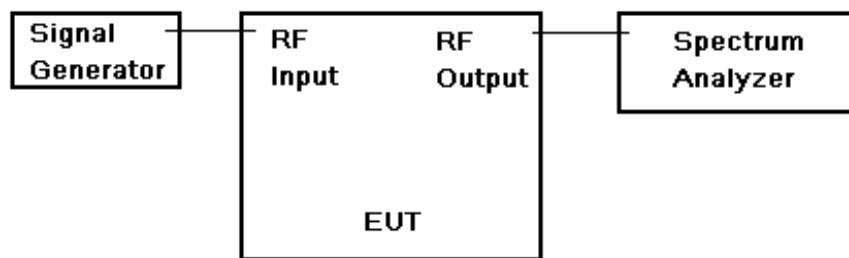 Signal
Generator
RF
Input
RF
Output
Spectrum
Analyzer
EUT